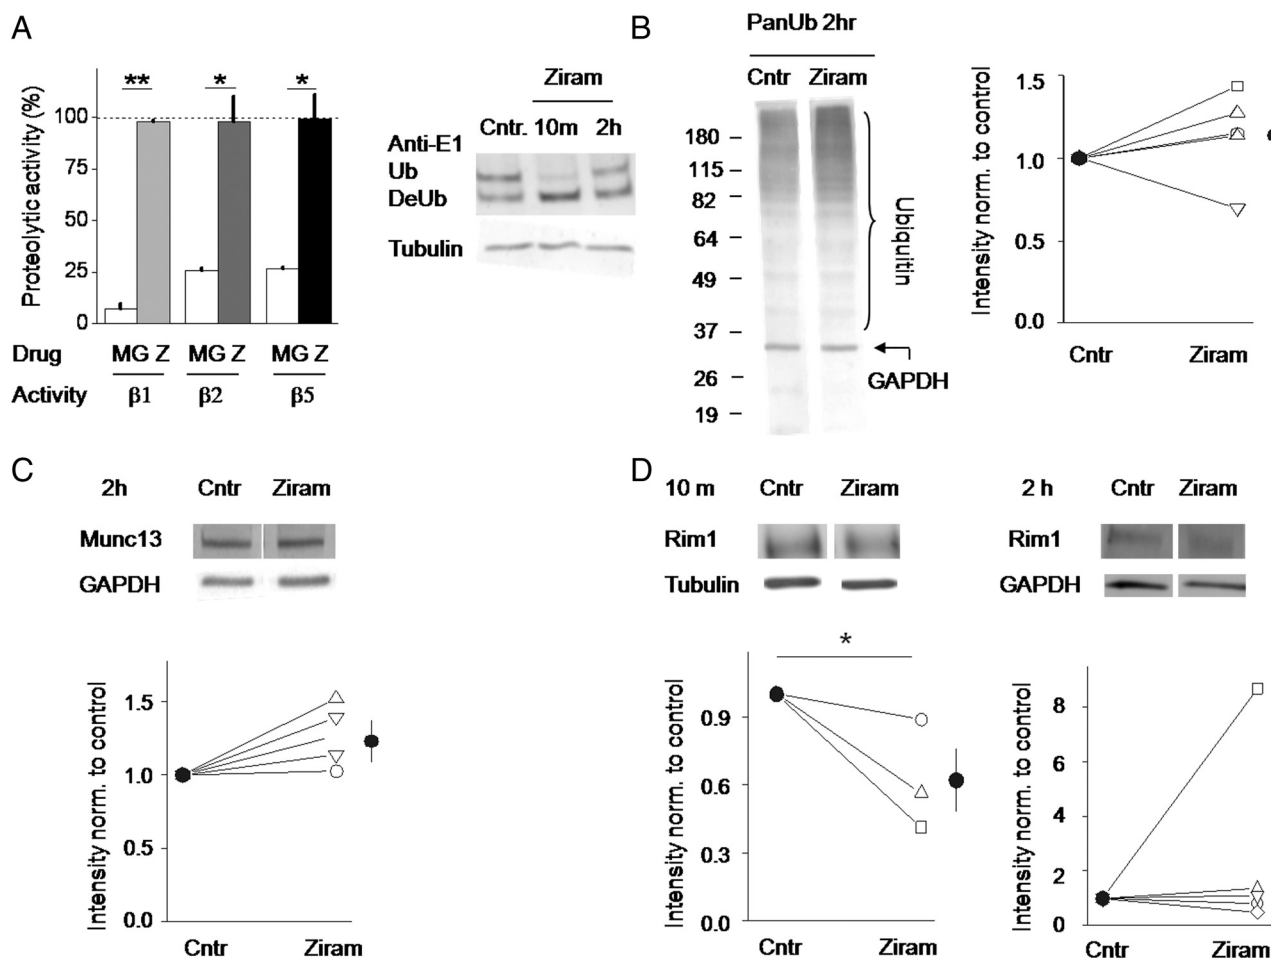 A
Proteolytic activity (%)
100
75
50
25
0
** * *
Drug MG Z MG Z MG Z
Activity β1 β2 β5
Ziram
Cntr. 10m 2h
Anti-E1
Ub
DeUb
Tubulin
B
PanUb 2hr
Cntr Ziram
180
115
82
64
49
37
26
19
Ubiquitin
GAPDH
Intensity norm. to control
1.5
1.0
0.5
0.0
Cntr Ziram
C
2h Cntr Ziram
Munc13
GAPDH
Intensity norm. to control
1.5
1.0
0.5
0.0
Cntr Ziram
D
10 m Cntr Ziram
Rim1
Tubulin
*
Intensity norm. to control
0.9
0.6
0.3
0.0
Cntr Ziram
2 h Cntr Ziram
Rim1
GAPDH
Intensity norm. to control
8
6
4
2
0
Cntr Ziram